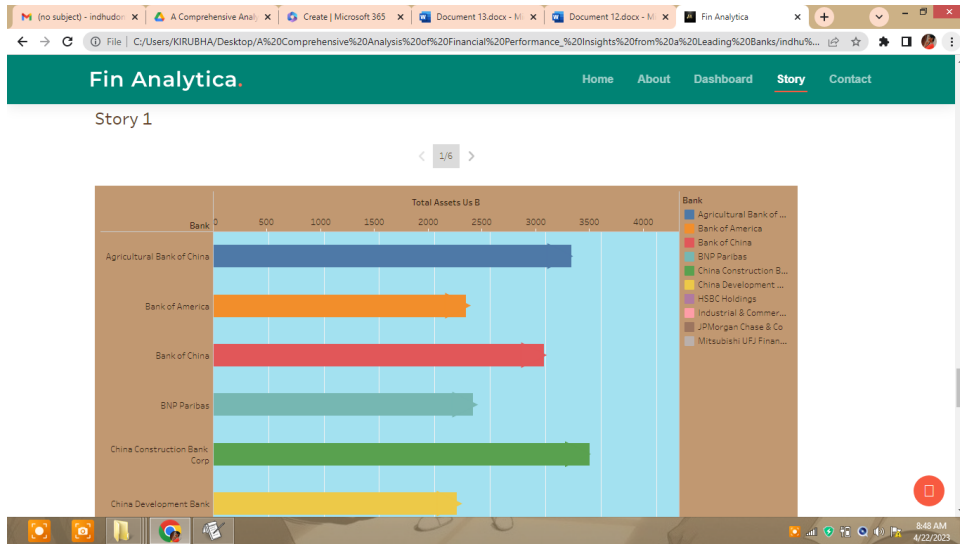 (no subject) - indhudor
A Comprehensive Analy
Create | Microsoft 365
Document 13.docx - Mi
Document 12.docx - Mi
Fin Analytica
File | C:/Users/KIRUBHA/Desktop/A%20Comprehensive%20Analysis%20of%20Financial%20Performance_%20Insights%20from%20a%20Leading%20Banks/indhu%...
Fin Analytica.
Home About Dashboard Story Contact
Story 1
1/6
Total Assets Us B
Bank
0 500 1000 1500 2000 2500 3000 3500 4000
Agricultural Bank of China
Bank of America
Bank of China
BNP Paribas
China Construction Bank
Corp
China Development Bank
Bank
Agricultural Bank of ...
Bank of America
Bank of China
BNP Paribas
China Construction B...
China Development ...
HSBC Holdings
Industrial & Commer...
JPMorgan Chase & Co
Mitsubishi UFJ Finan...
8:48 AM
4/22/2023